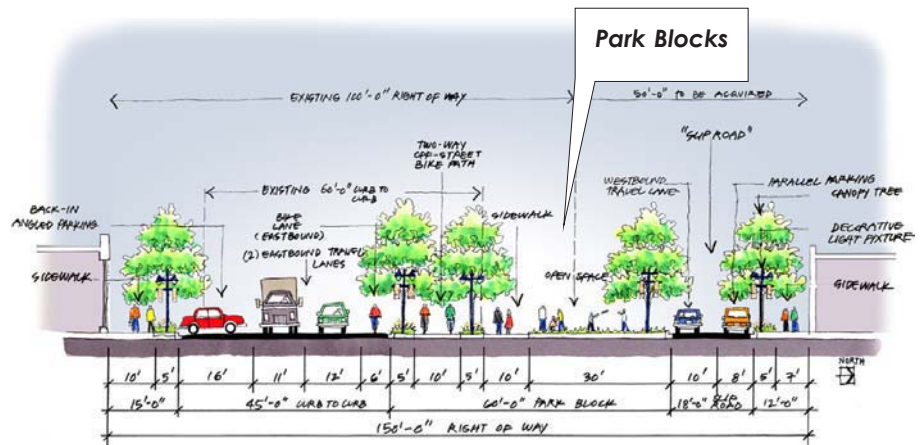 Park Blocks
EXISTING 100'-0" RIGHT OF WAY
50'-0" TO BE ACQUIRED
"SLIP ROAD"
TWO-WAY
OFF-STREET
BIKE PATH
EXISTING 60'-0" CURB TO
CURB
WESTBOUND
TRAVEL LANE
PARALLEL PARKING
CANOPY TREE
BACK-IN
ANGLED PARKING
BIKE
LANE
(EASTBOUND)
SIDEWALK
DECORATIVE
LIGHT FIXTURE
(2) EASTBOUND TRAVEL
LANES
SIDEWALK
OPEN SPACE
SIDEWALK
NORTH
10' 5' 16' 11' 12' 6' 5' 10' 5' 10' 30' 10' 8' 5' 7'
15'-0" 45'-0" CURB TO CURB 60'-0" PARK BLOCK 18'-0" SLIP ROAD 12'-0"
150'-0" RIGHT OF WAY